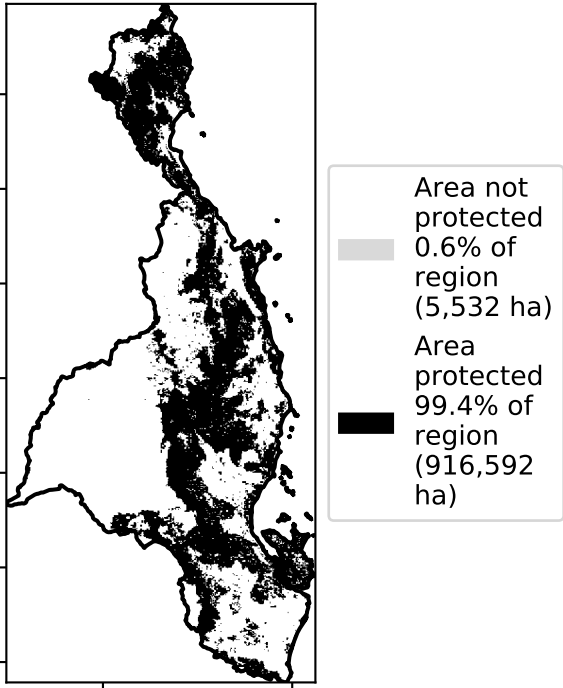 Area not
protected
0.6% of
region
(5,532 ha)
Area
protected
99.4% of
region
(916,592
ha)